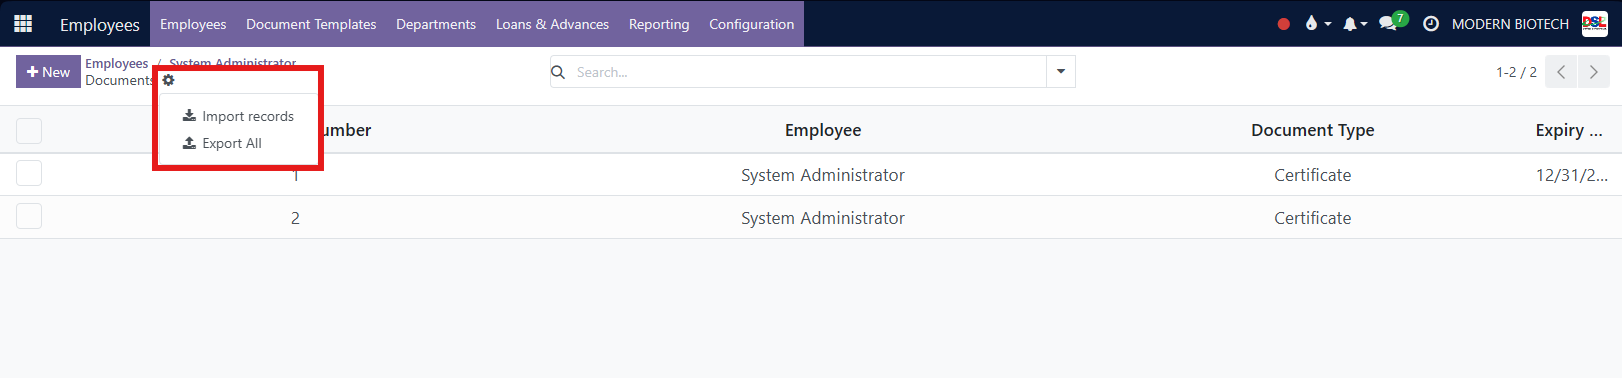 Employees Employees Document Templates Departments Loans & Advances Reporting Configuration 7 MODERN BIOTECH DSL
New Employees / System Administrator Search... 1-2 / 2
Documents
Import records
Export All
umber Employee Document Type Expiry ...
1 System Administrator Certificate 12/31/2...
2 System Administrator Certificate